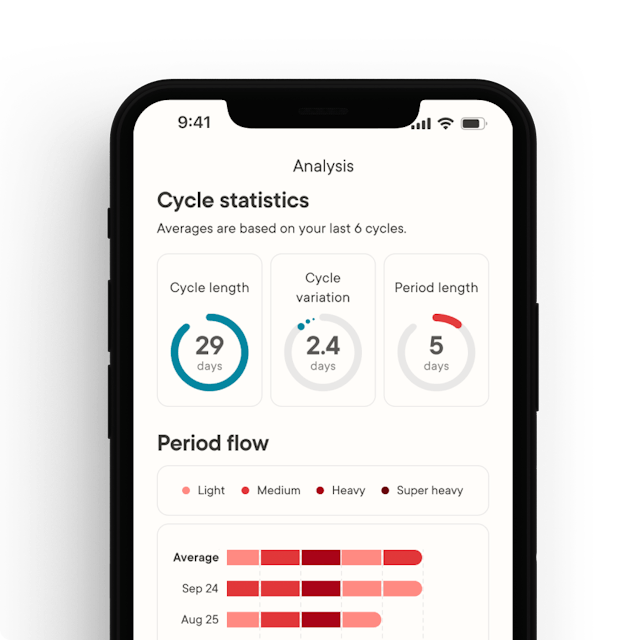 9:41
Analysis
Cycle statistics
Averages are based on your last 6 cycles.
Cycle length
29
days
Cycle
variation
2.4
days
Period length
5
days
Period flow
Light
Medium
Heavy
Super heavy
Average
Sep 24
Aug 25